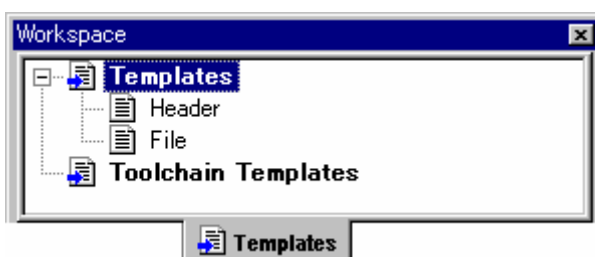 Workspace
Templates
Header
File
Toolchain Templates
Templates